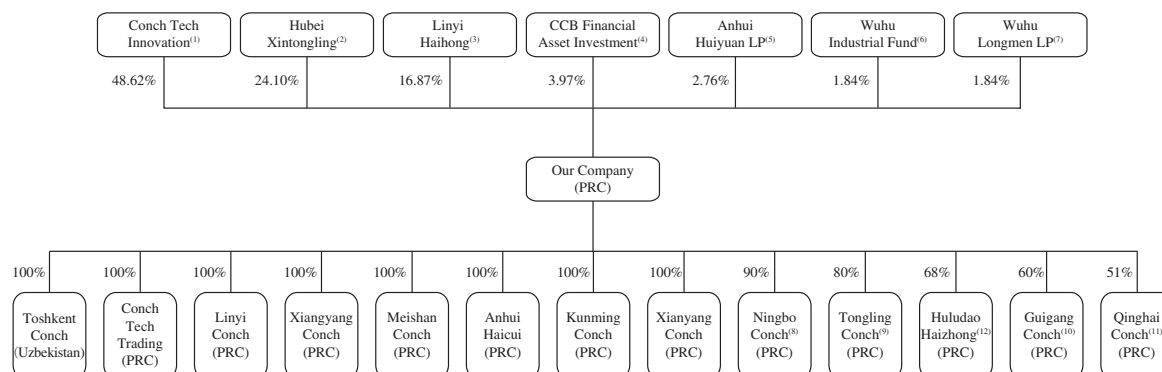 Conch Tech
Innovation(1)
Hubei
Xintongling(2)
Linyi
Haihong(3)
CCB Financial
Asset Investment(4)
Anhui
Huiyuan LP(5)
Wuhu
Industrial Fund(6)
Wuhu
Longmen LP(7)
48.62%
24.10%
16.87%
3.97%
2.76%
1.84%
1.84%
Our Company
(PRC)
100%
100%
100%
100%
100%
100%
100%
100%
90%
80%
68%
60%
51%
Toshkent
Conch
(Uzbekistan)
Conch
Tech
Trading
(PRC)
Linyi
Conch
(PRC)
Xiangyang
Conch
(PRC)
Meishan
Conch
(PRC)
Anhui
Haicui
(PRC)
Kunming
Conch
(PRC)
Xianyang
Conch
(PRC)
Ningbo
Conch(8)
(PRC)
Tongling
Conch(9)
(PRC)
Huludao
Haizhong(12)
(PRC)
Guigang
Conch(10)
(PRC)
Qinghai
Conch(11)
(PRC)